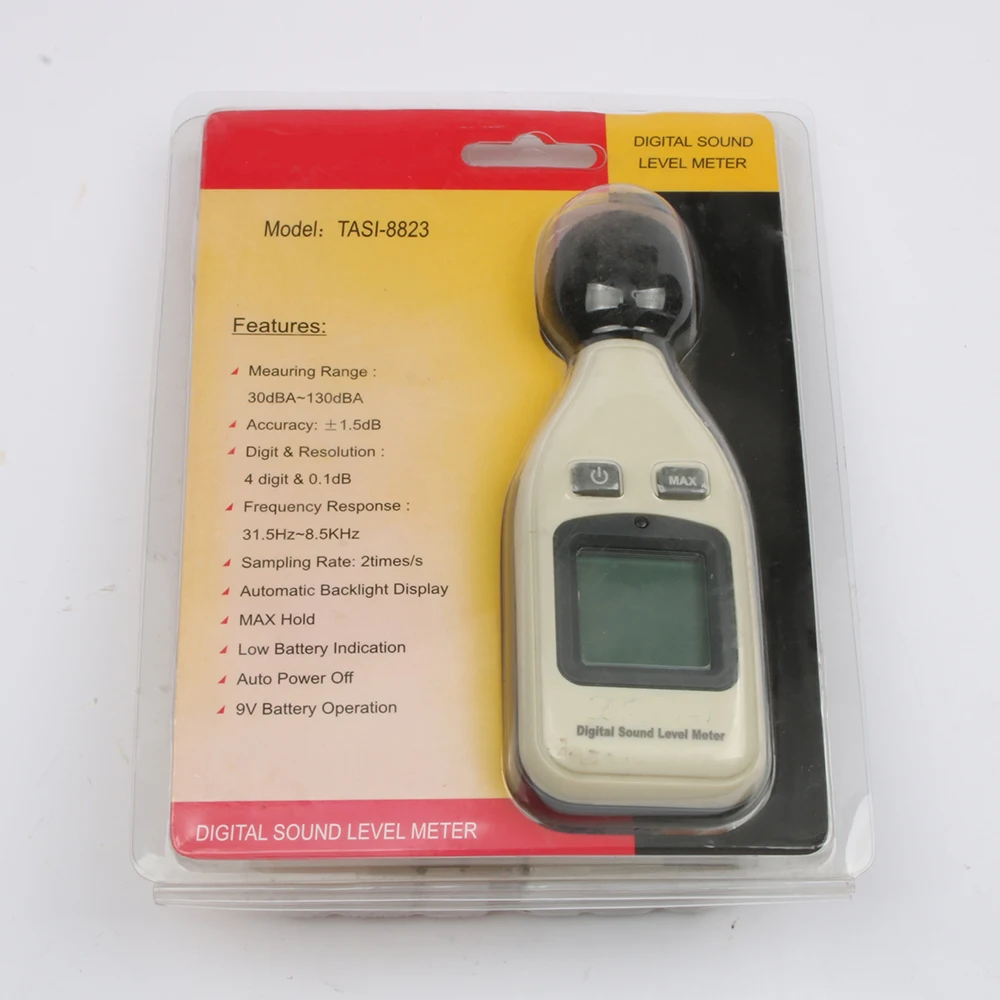 DIGITAL SOUND
LEVEL METER
Model: TASI-8823
Features:
Meauring Range :
30dBA~130dBA
Accuracy: ±1.5dB
Digit & Resolution :
4 digit & 0.1dB
Frequency Response :
31.5Hz~8.5KHz
Sampling Rate: 2times/s
Automatic Backlight Display
MAX Hold
Low Battery Indication
Auto Power Off
9V Battery Operation
MAX
Digital Sound Level Meter
DIGITAL SOUND LEVEL METER